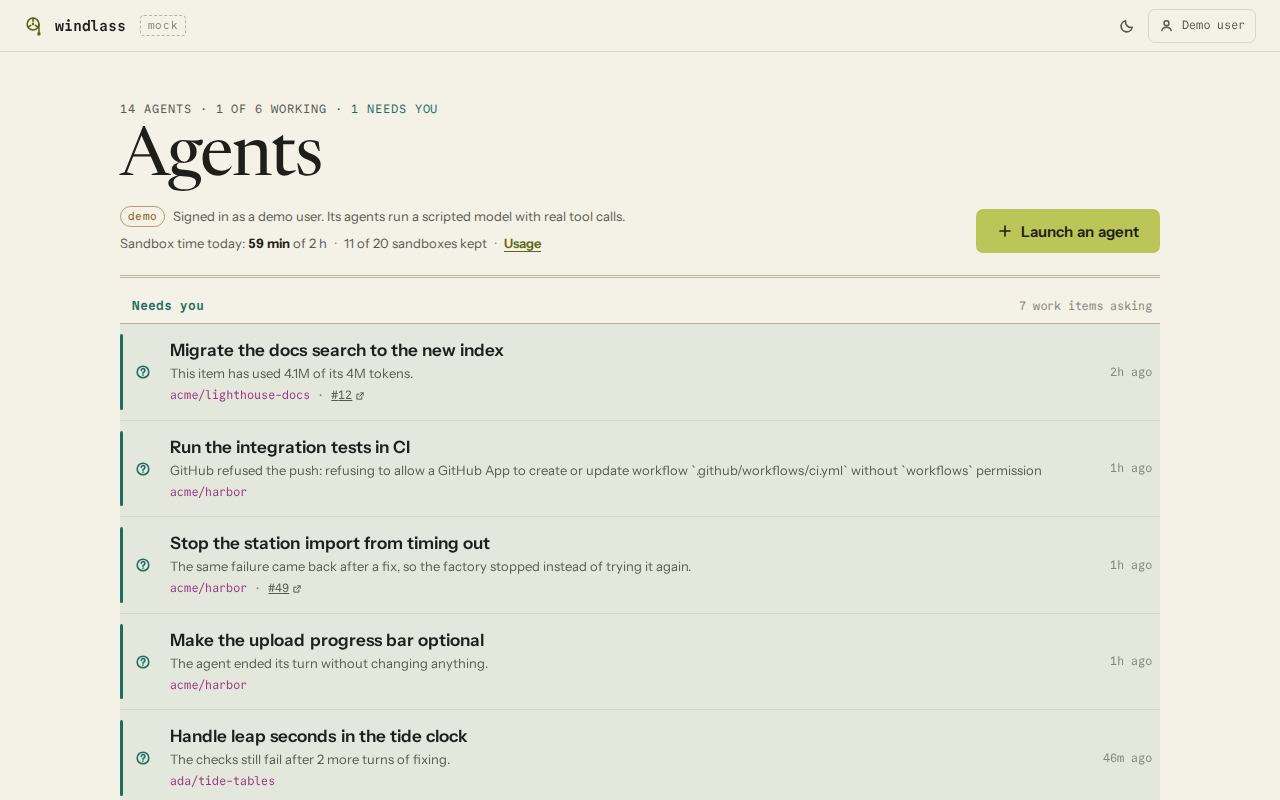 windlass mock Demo user
14 AGENTS · 1 OF 6 WORKING · 1 NEEDS YOU
Agents
demo Signed in as a demo user. Its agents run a scripted model with real tool calls.
Sandbox time today: 59 min of 2 h · 11 of 20 sandboxes kept · Usage
+ Launch an agent
Needs you 7 work items asking
Migrate the docs search to the new index
This item has used 4.1M of its 4M tokens.
2h ago
acme/lighthouse-docs · #12
Run the integration tests in CI
GitHub refused the push: refusing to allow a GitHub App to create or update workflow `.github/workflows/ci.yml` without `workflows` permission
1h ago
acme/harbor
Stop the station import from timing out
The same failure came back after a fix, so the factory stopped instead of trying it again.
1h ago
acme/harbor · #49
Make the upload progress bar optional
The agent ended its turn without changing anything.
1h ago
acme/harbor
Handle leap seconds in the tide clock
The checks still fail after 2 more turns of fixing.
46m ago
ada/tide-tables